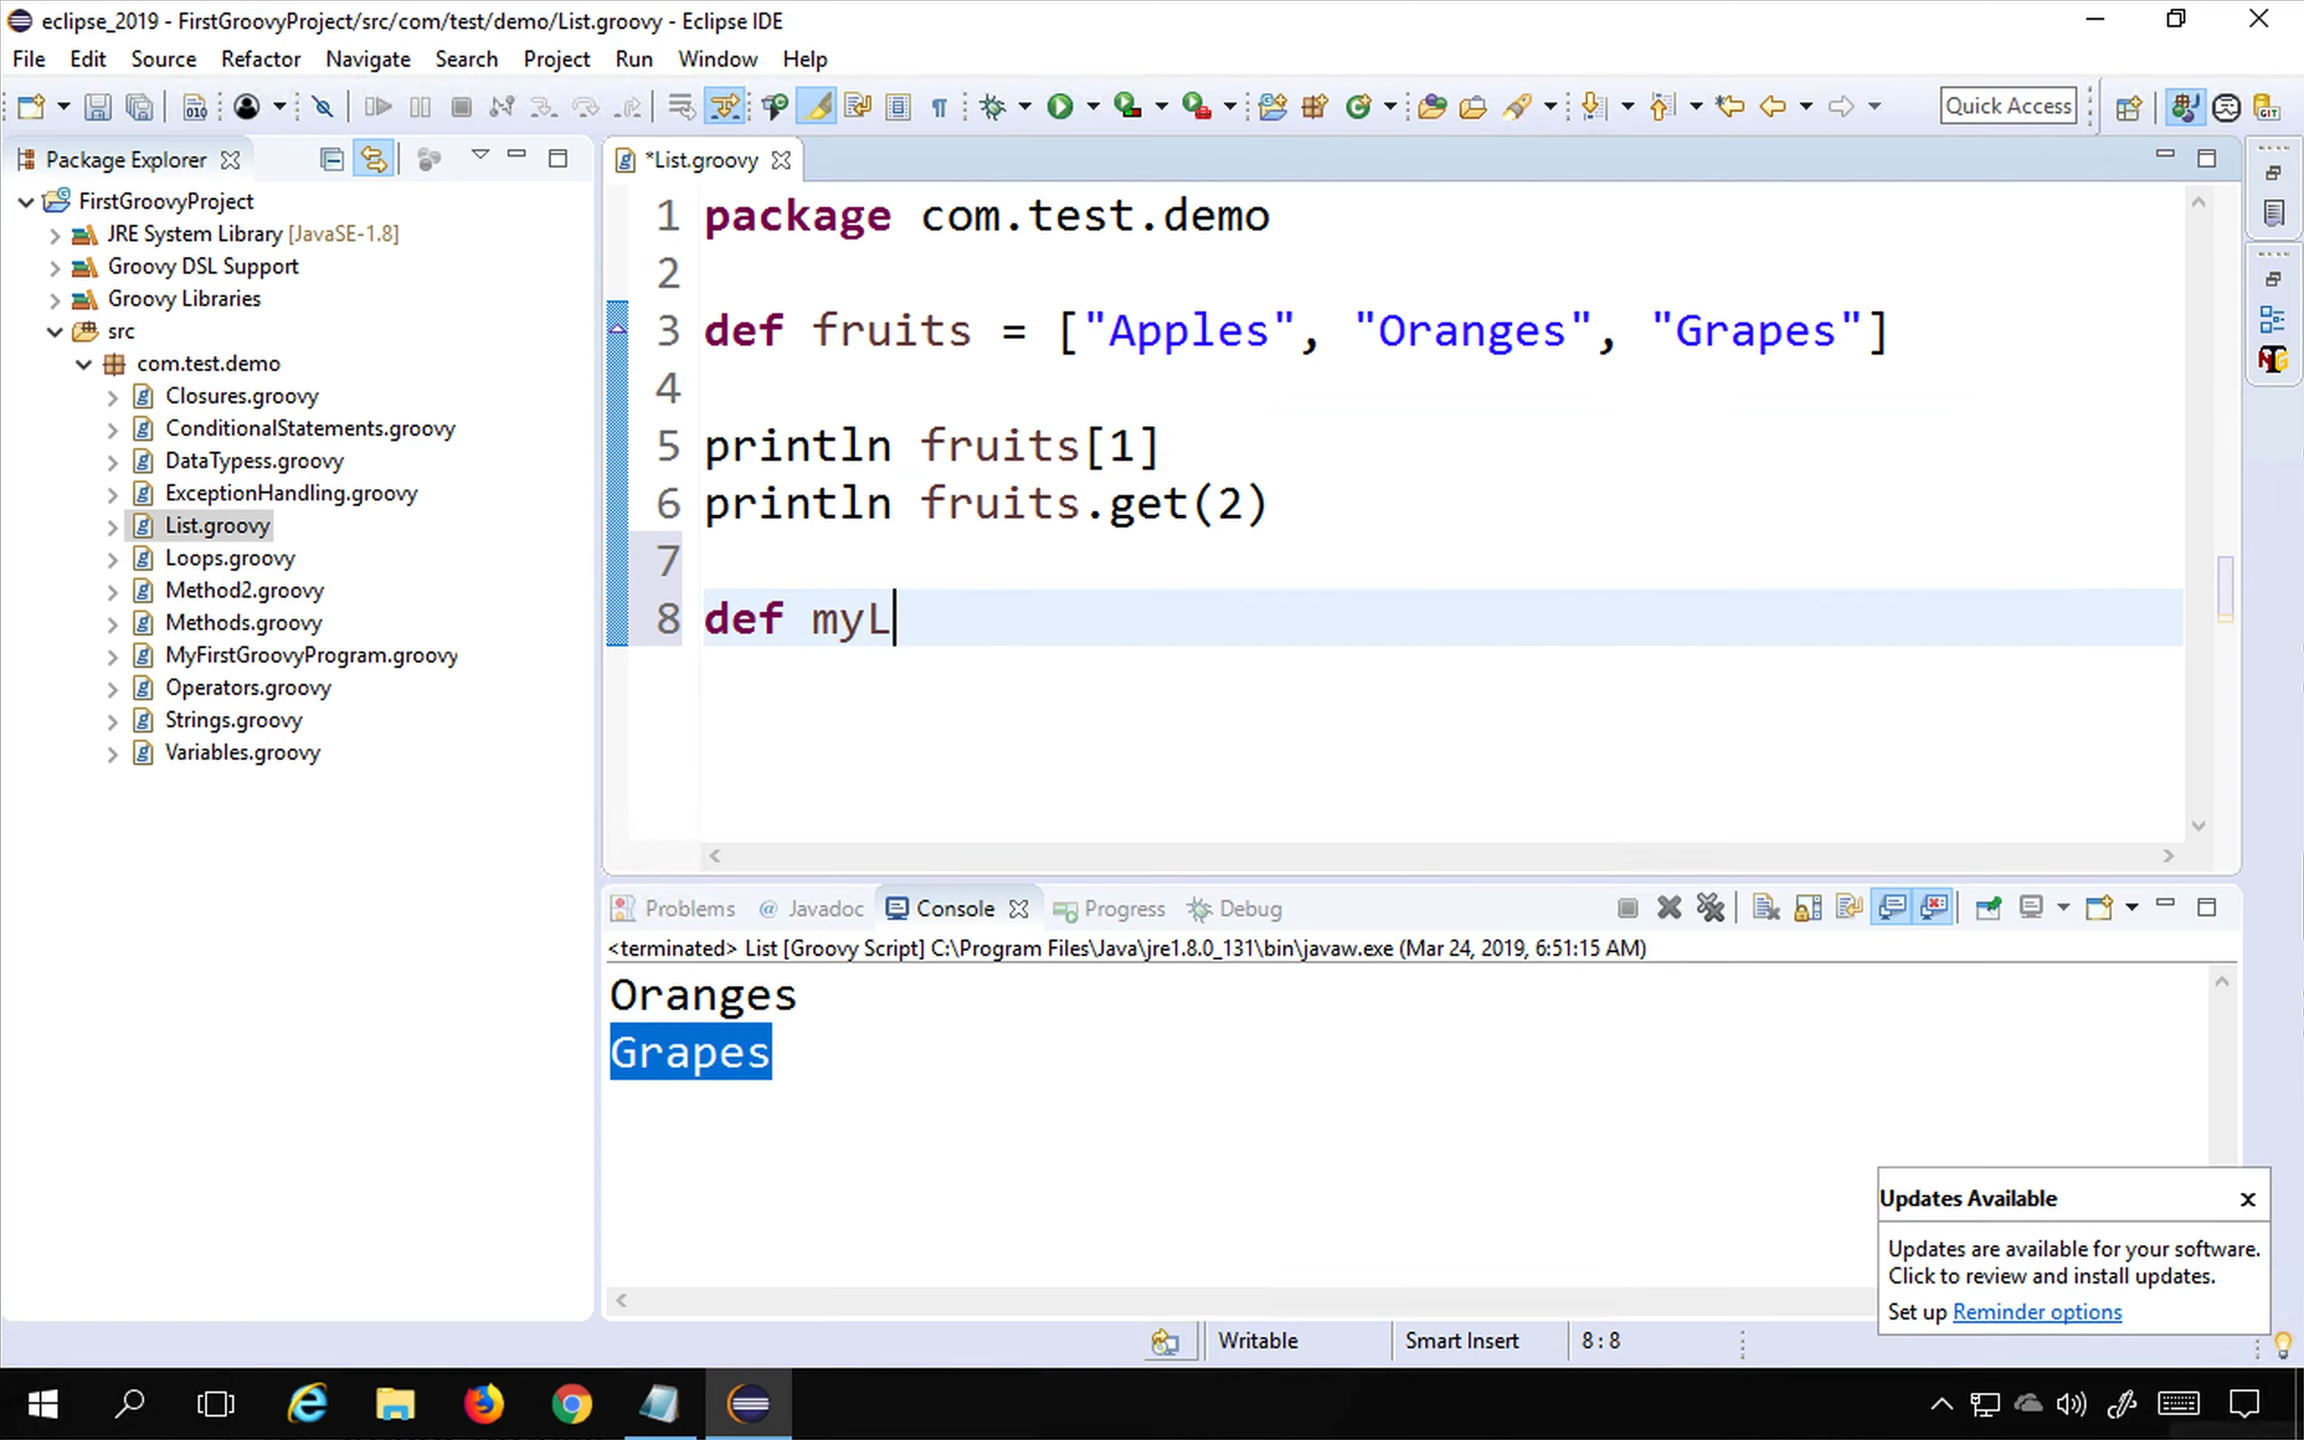 eclipse_2019 - FirstGroovyProject/src/com/test/demo/List.groovy - Eclipse IDE
File Edit Source Refactor Navigate Search Project Run Window Help
Quick Access
Package Explorer
*List.groovy
FirstGroovyProject
JRE System Library [JavaSE-1.8]
Groovy DSL Support
Groovy Libraries
src
com.test.demo
Closures.groovy
ConditionalStatements.groovy
DataTypess.groovy
ExceptionHandling.groovy
List.groovy
Loops.groovy
Method2.groovy
Methods.groovy
MyFirstGroovyProgram.groovy
Operators.groovy
Strings.groovy
Variables.groovy
1 package com.test.demo
2
3 def fruits = ["Apples", "Oranges", "Grapes"]
4
5 println fruits[1]
6 println fruits.get(2)
7
8 def myL
Problems @ Javadoc Console Progress Debug
<terminated> List [Groovy Script] C:\Program Files\Java\jre1.8.0_131\bin\javaw.exe (Mar 24, 2019, 6:51:15 AM)
Oranges
Grapes
Updates Available
Updates are available for your software.
Click to review and install updates.
Set up Reminder options
Writable Smart Insert 8 : 8